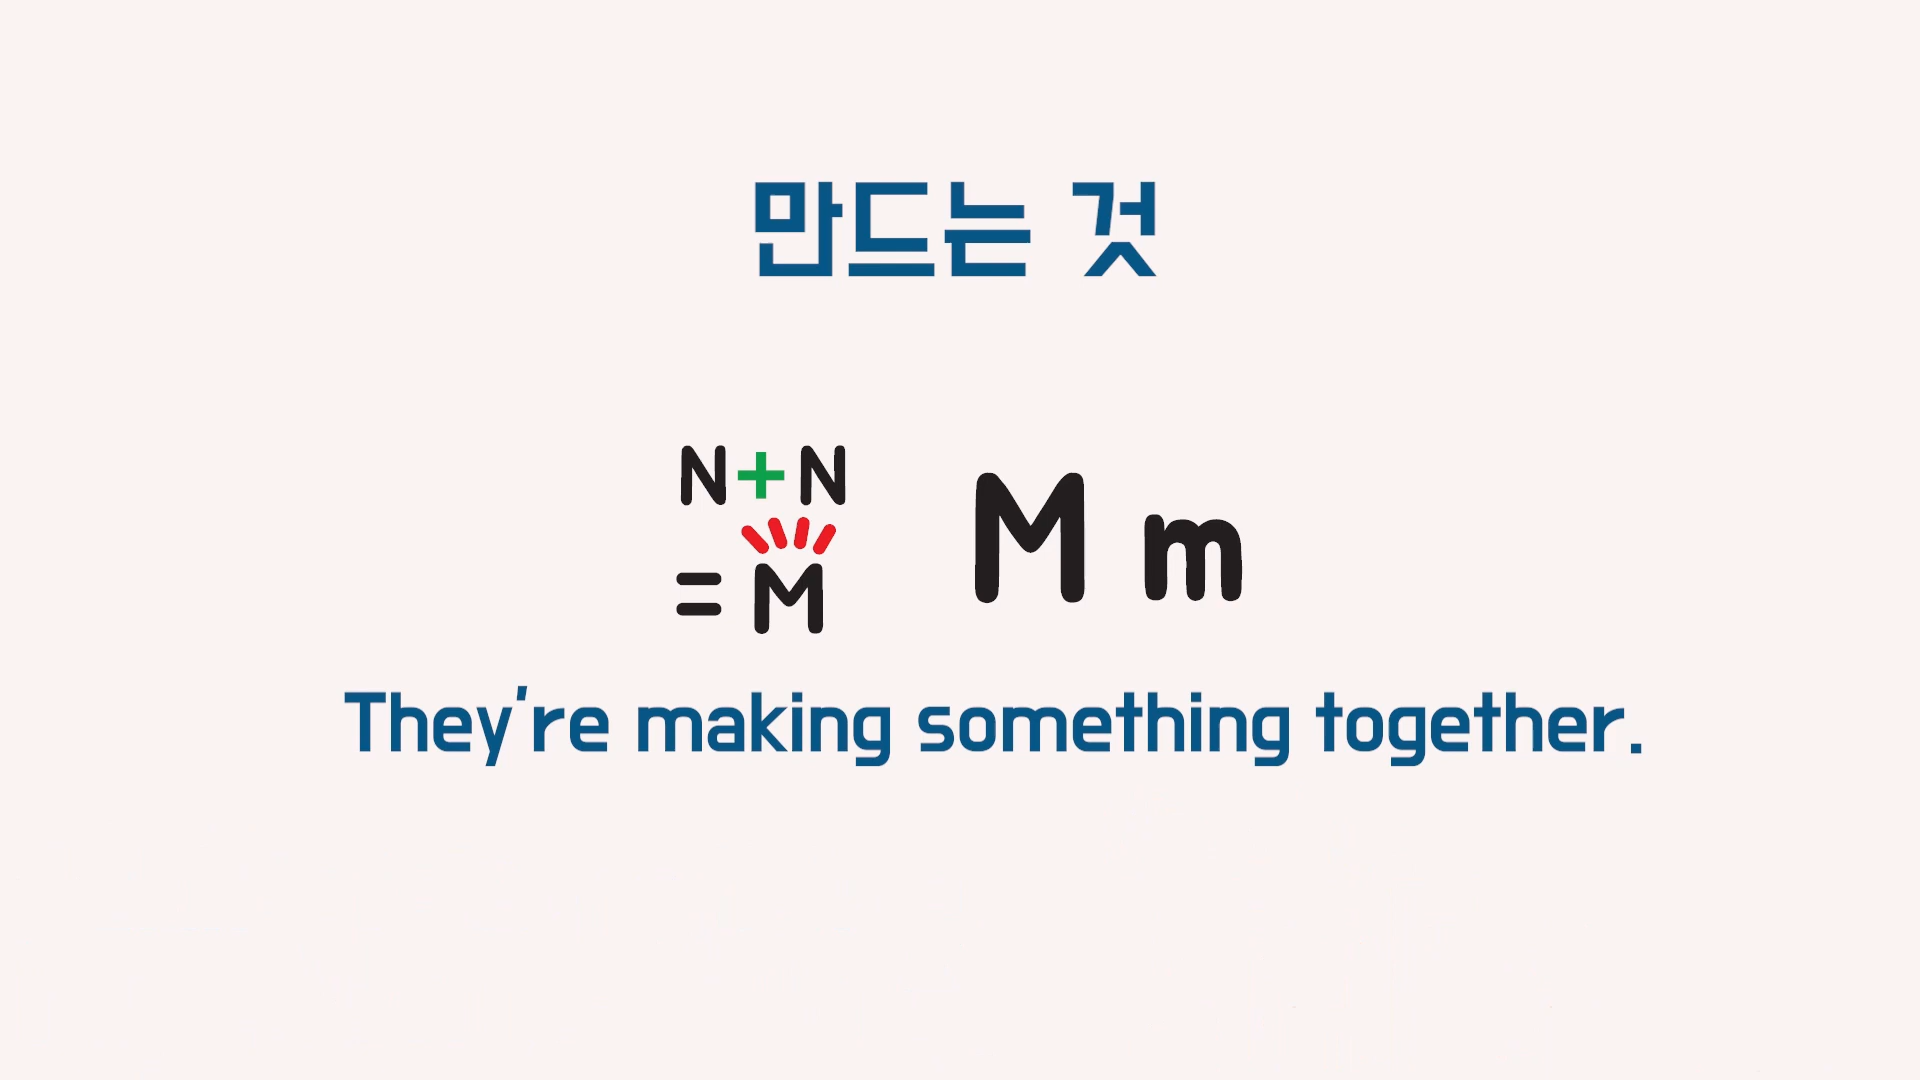 만드는 것
N+N
= M
M m
They're making something together.